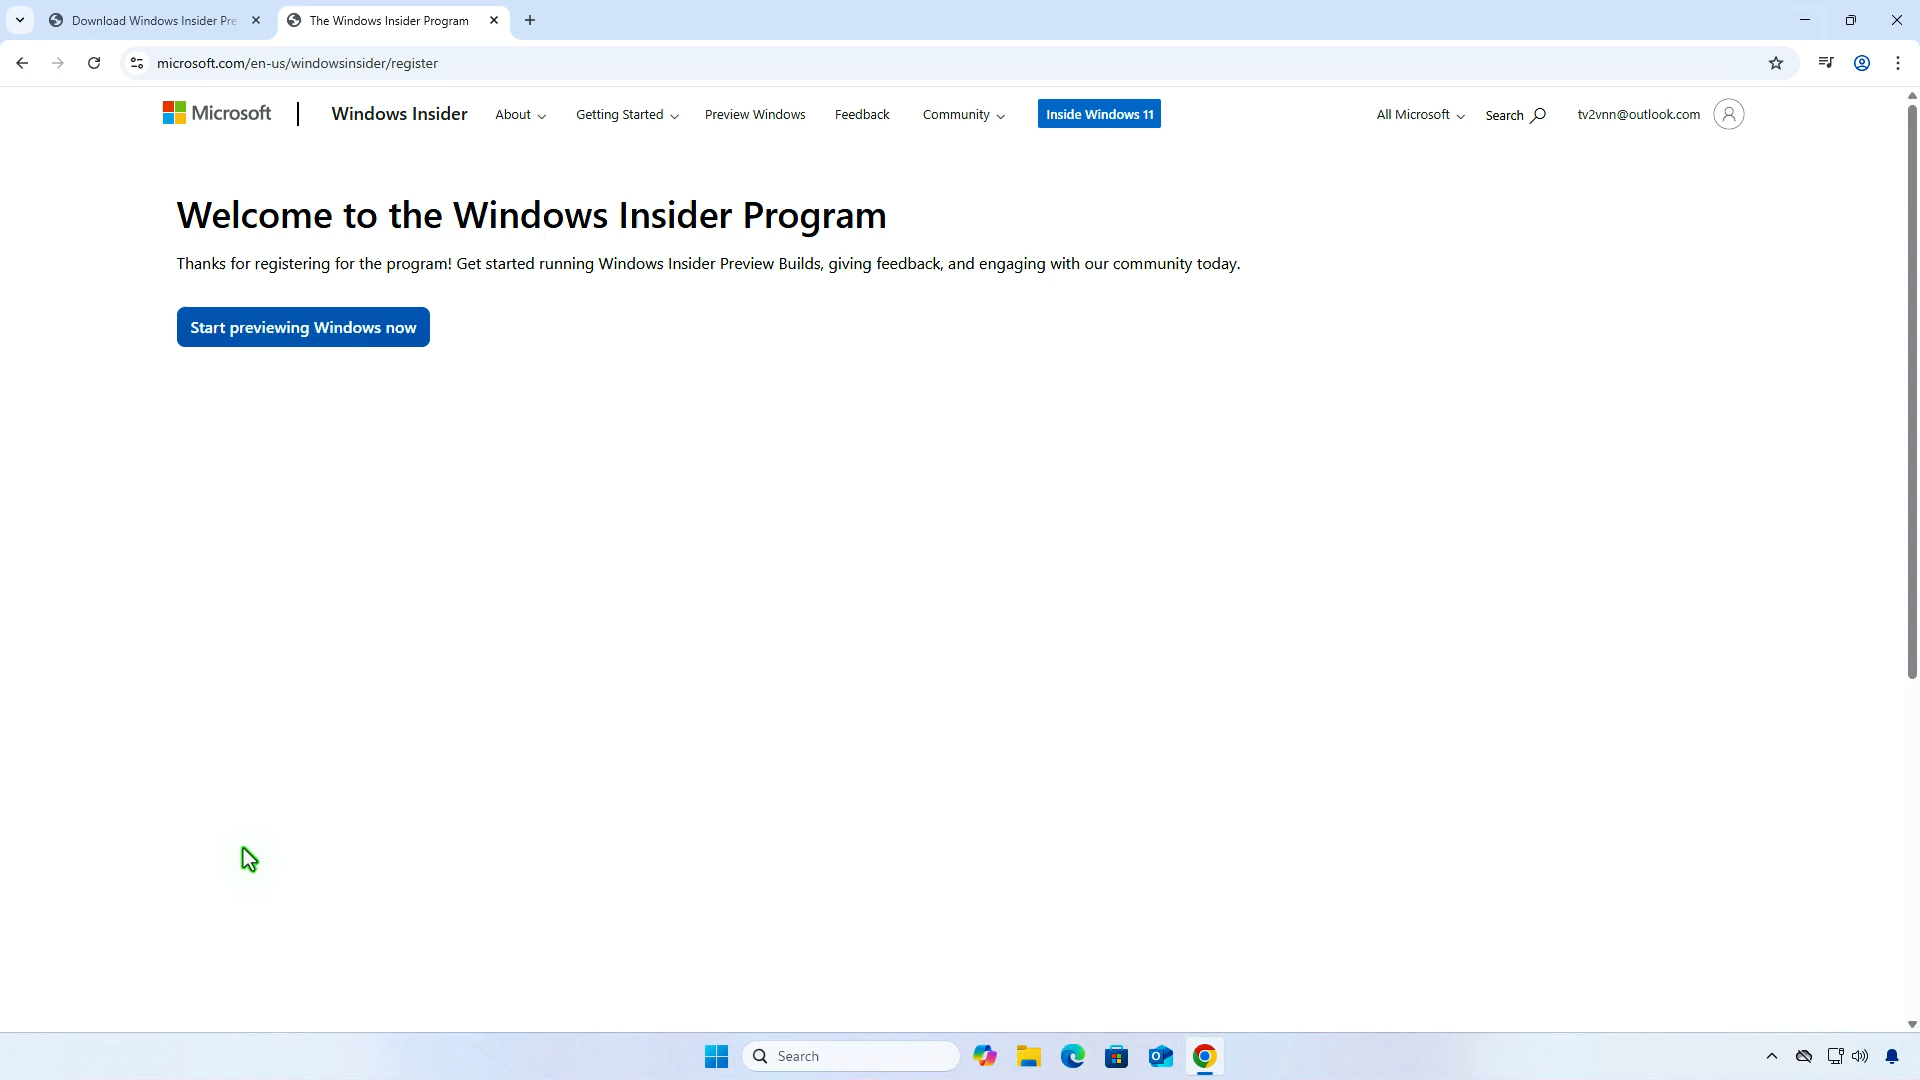 Download Windows Insider Pre
The Windows Insider Program
microsoft.com/en-us/windowsinsider/register
Microsoft
Windows Insider
About
Getting Started
Preview Windows
Feedback
Community
Inside Windows 11
All Microsoft
Search
tv2vnn@outlook.com
Welcome to the Windows Insider Program
Thanks for registering for the program! Get started running Windows Insider Preview Builds, giving feedback, and engaging with our community today.
Start previewing Windows now
Search